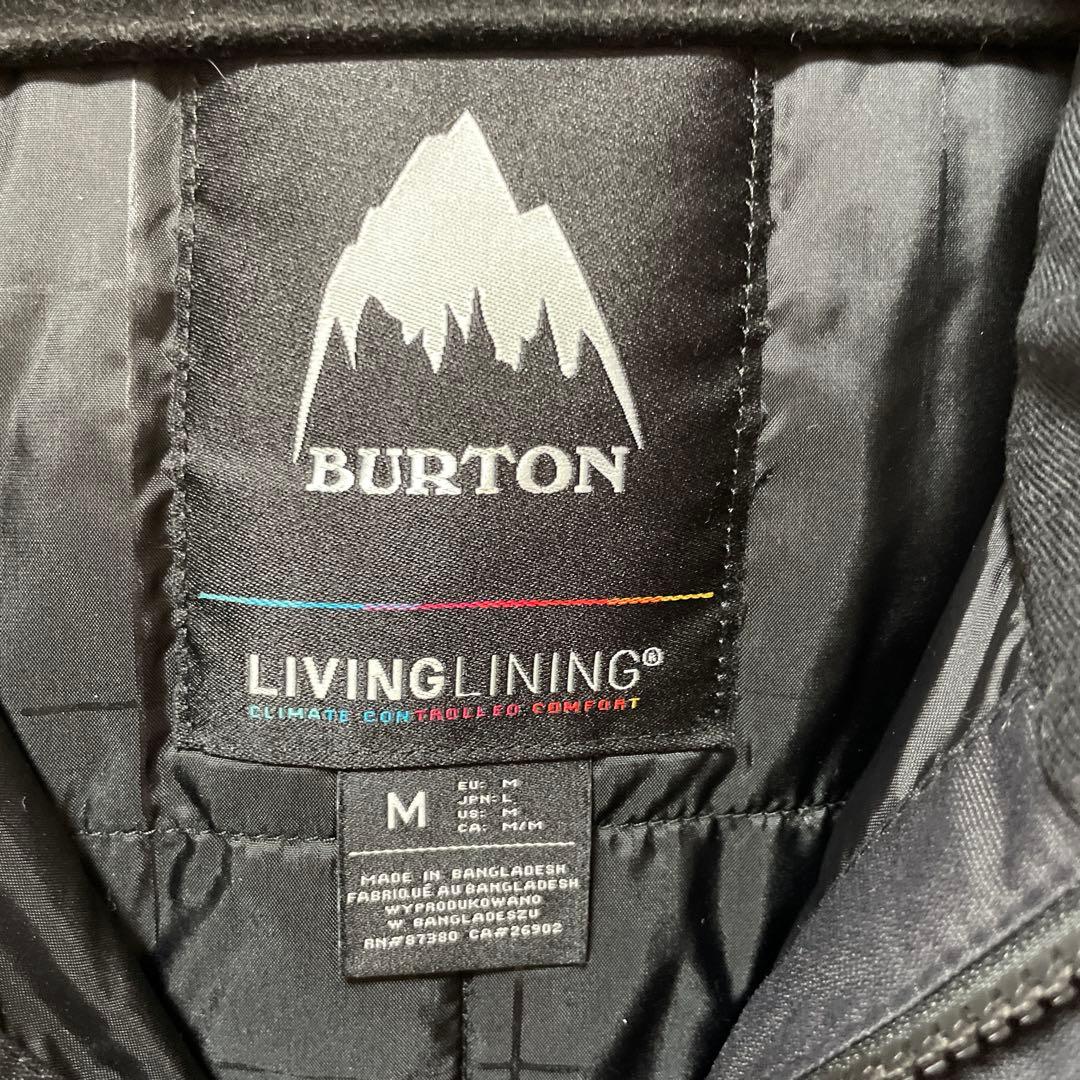 BURTON
LIVINGLINING®
CLIMATE CONTROLLED COMFORT
M
EU: M
JPN: L
US: M
CA: M/M
MADE IN BANGLADESH
FABRIQUÉ AU BANGLADESH
WYPRODUKOWANO
W BANGLADESZU
RN#87380 CA#26902